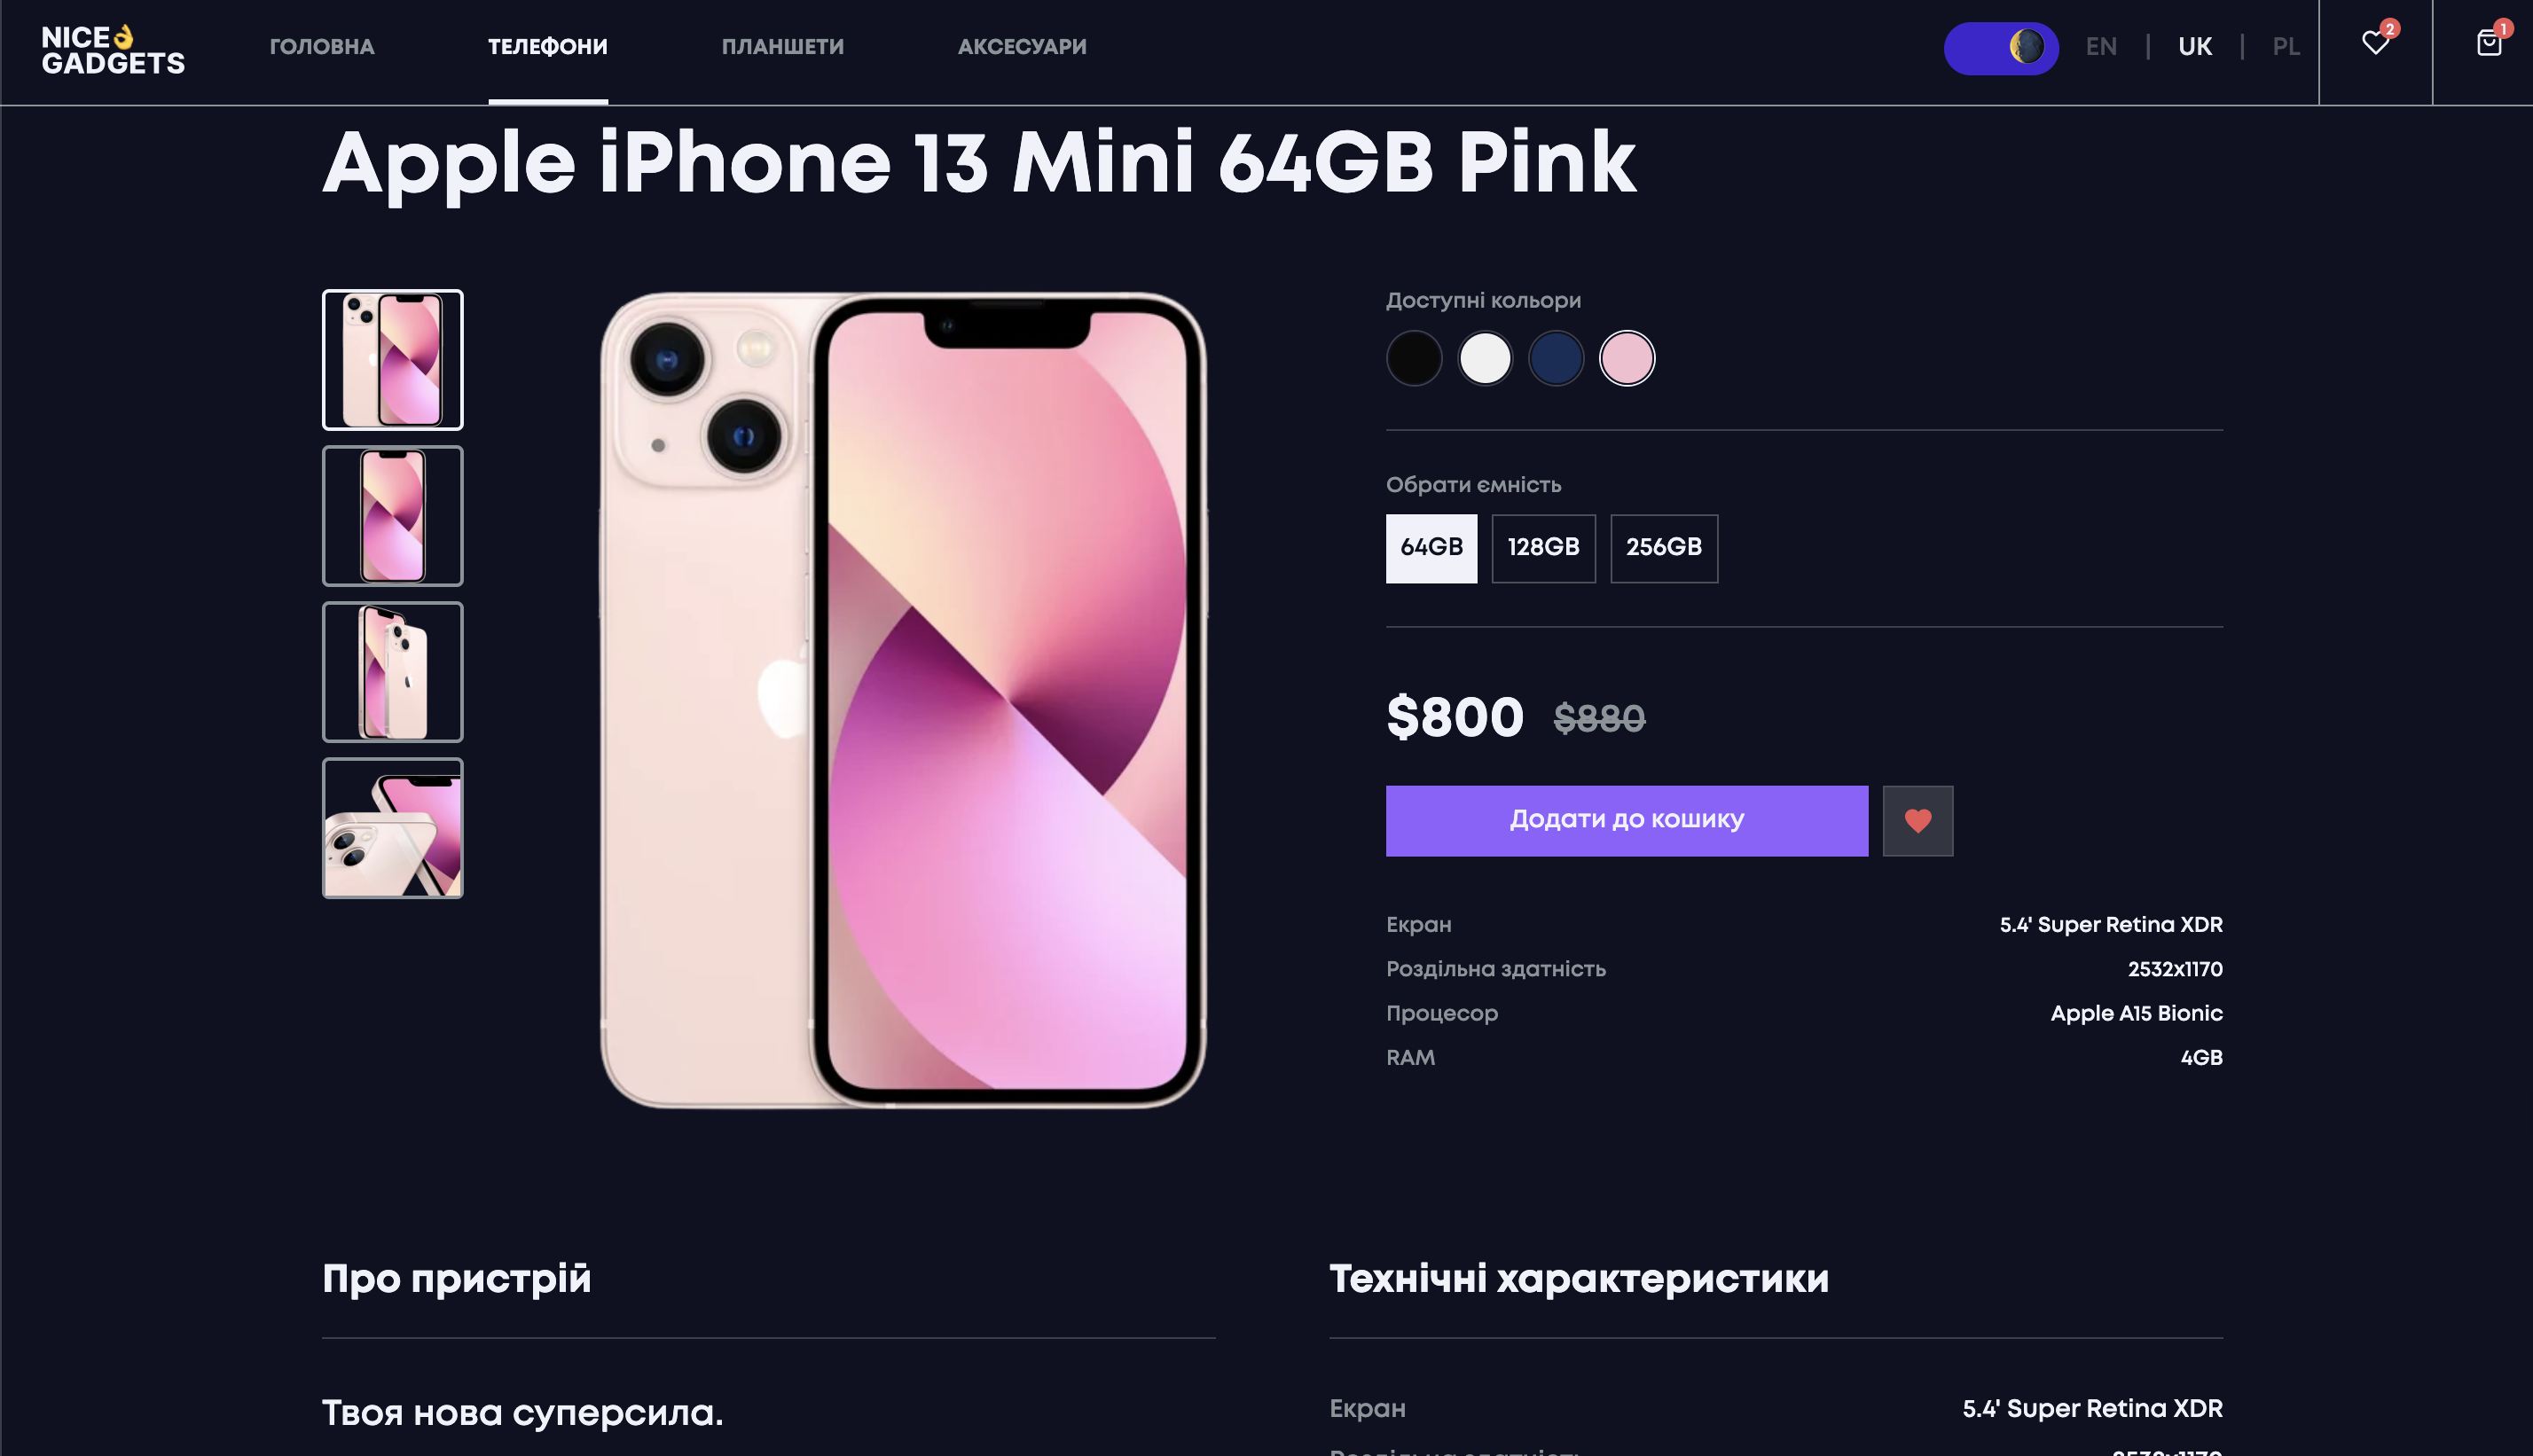 NICE👌
GADGETS
ГОЛОВНА
ТЕЛЕФОНИ
ПЛАНШЕТИ
АКСЕСУАРИ
EN | UK | PL
2
1
Apple iPhone 13 Mini 64GB Pink
Доступні кольори
Обрати ємність
64GB
128GB
256GB
$800 $880
Додати до кошику
Екран 5.4' Super Retina XDR
Роздільна здатність 2532x1170
Процесор Apple A15 Bionic
RAM 4GB
Про пристрій
Твоя нова суперсила.
Технічні характеристики
Екран 5.4' Super Retina XDR
Роздільна здатність 2532x1170